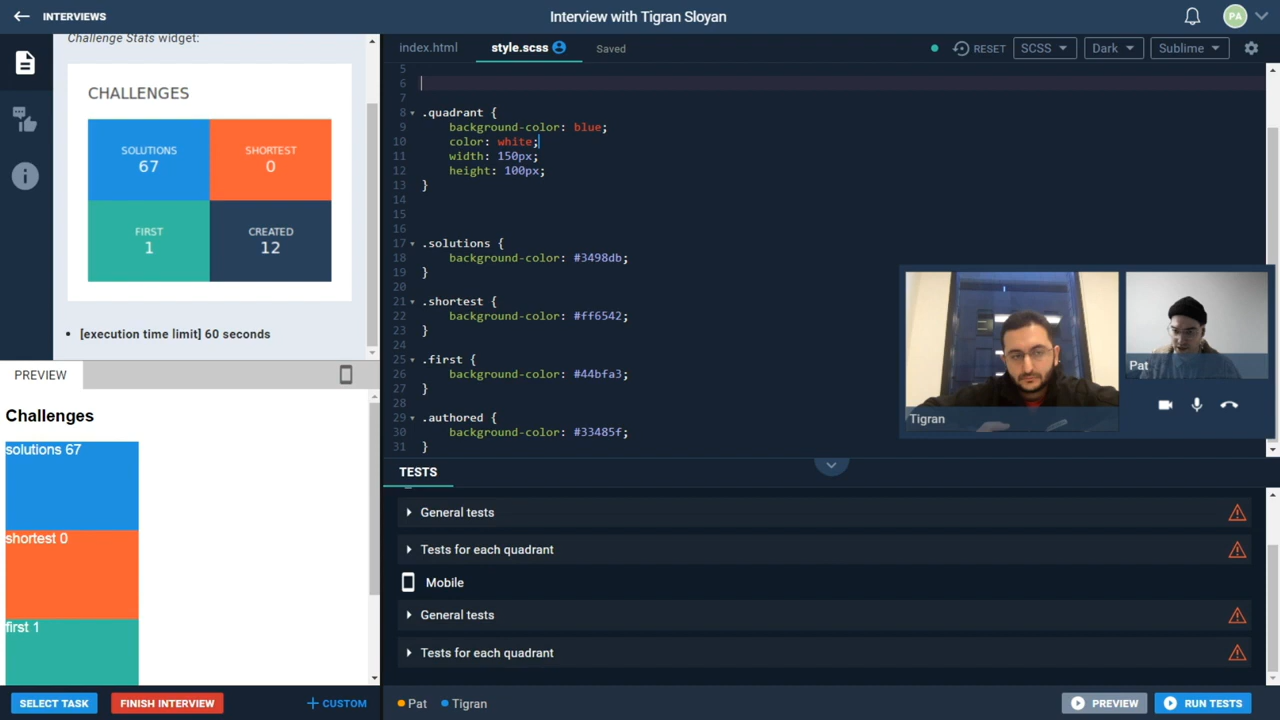 INTERVIEWS
Interview with Tigran Sloyan
PA
Challenge Stats widget:
CHALLENGES
SOLUTIONS
67
SHORTEST
0
FIRST
1
CREATED
12
[execution time limit] 60 seconds
PREVIEW
Challenges
solutions 67
shortest 0
first 1
SELECT TASK
FINISH INTERVIEW
+ CUSTOM
index.html
style.scss
Saved
RESET
SCSS
Dark
Sublime
5
6
7
8 .quadrant {
9 background-color: blue;
10 color: white;
11 width: 150px;
12 height: 100px;
13 }
14
15
16
17 .solutions {
18 background-color: #3498db;
19 }
20
21 .shortest {
22 background-color: #ff6542;
23 }
24
25 .first {
26 background-color: #44bfa3;
27 }
28
29 .authored {
30 background-color: #33485f;
31 }
Tigran
Pat
TESTS
General tests
Tests for each quadrant
Mobile
General tests
Tests for each quadrant
Pat
Tigran
PREVIEW
RUN TESTS